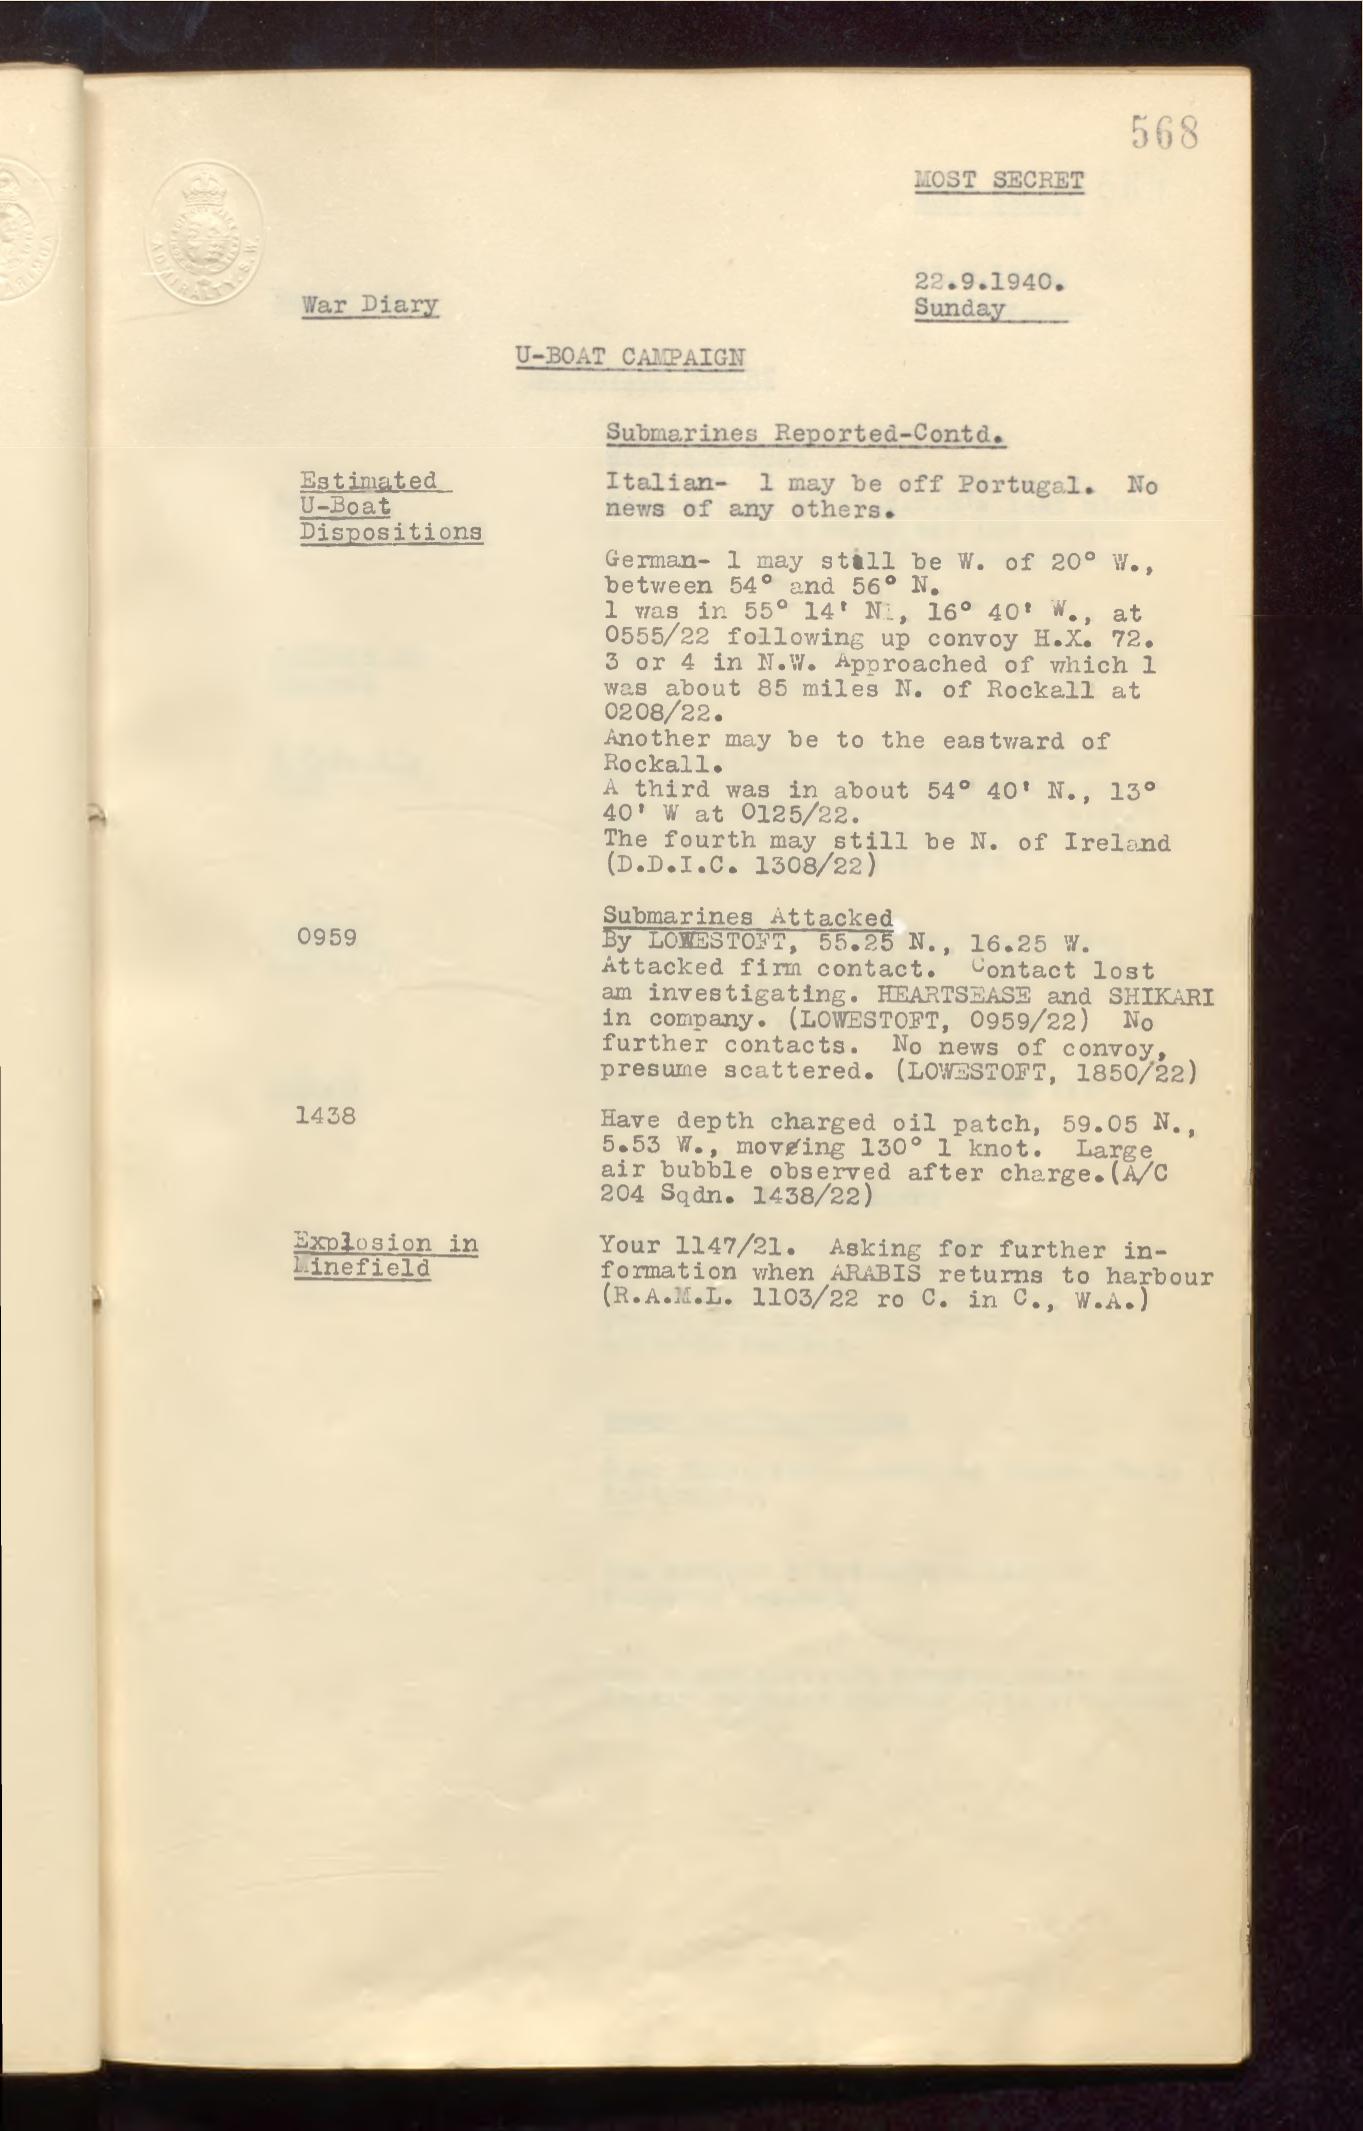 568
MOST SECRET
22.9.1940.
Sunday
War Diary
U-BOAT CAMPAIGN
Submarines Reported-Contd.
Estimated
U-Boat
Dispositions
Italian- 1 may be off Portugal. No
news of any others.
German- 1 may still be W. of 20° W.,
between 54° and 56° N.
1 was in 55° 14' N., 16° 40' W., at
0555/22 following up convoy H.X. 72.
3 or 4 in N.W. Approached of which 1
was about 85 miles N. of Rockall at
0208/22.
Another may be to the eastward of
Rockall.
A third was in about 54° 40' N., 13°
40' W at 0125/22.
The fourth may still be N. of Ireland
(D.D.I.C. 1308/22)
Submarines Attacked
0959
By LOWESTOFT, 55.25 N., 16.25 W.
Attacked firm contact. Contact lost
am investigating. HEARTSEASE and SHIKARI
in company. (LOWESTOFT, 0959/22) No
further contacts. No news of convoy,
presume scattered. (LOWESTOFT, 1850/22)
1438
Have depth charged oil patch, 59.05 N.,
5.53 W., moving 130° 1 knot. Large
air bubble observed after charge.(A/C
204 Sqdn. 1438/22)
Explosion in
Minefield
Your 1147/21. Asking for further in-
formation when ARABIS returns to harbour
(R.A.M.L. 1103/22 ro C. in C., W.A.)
ADMIRALTY.S.W.